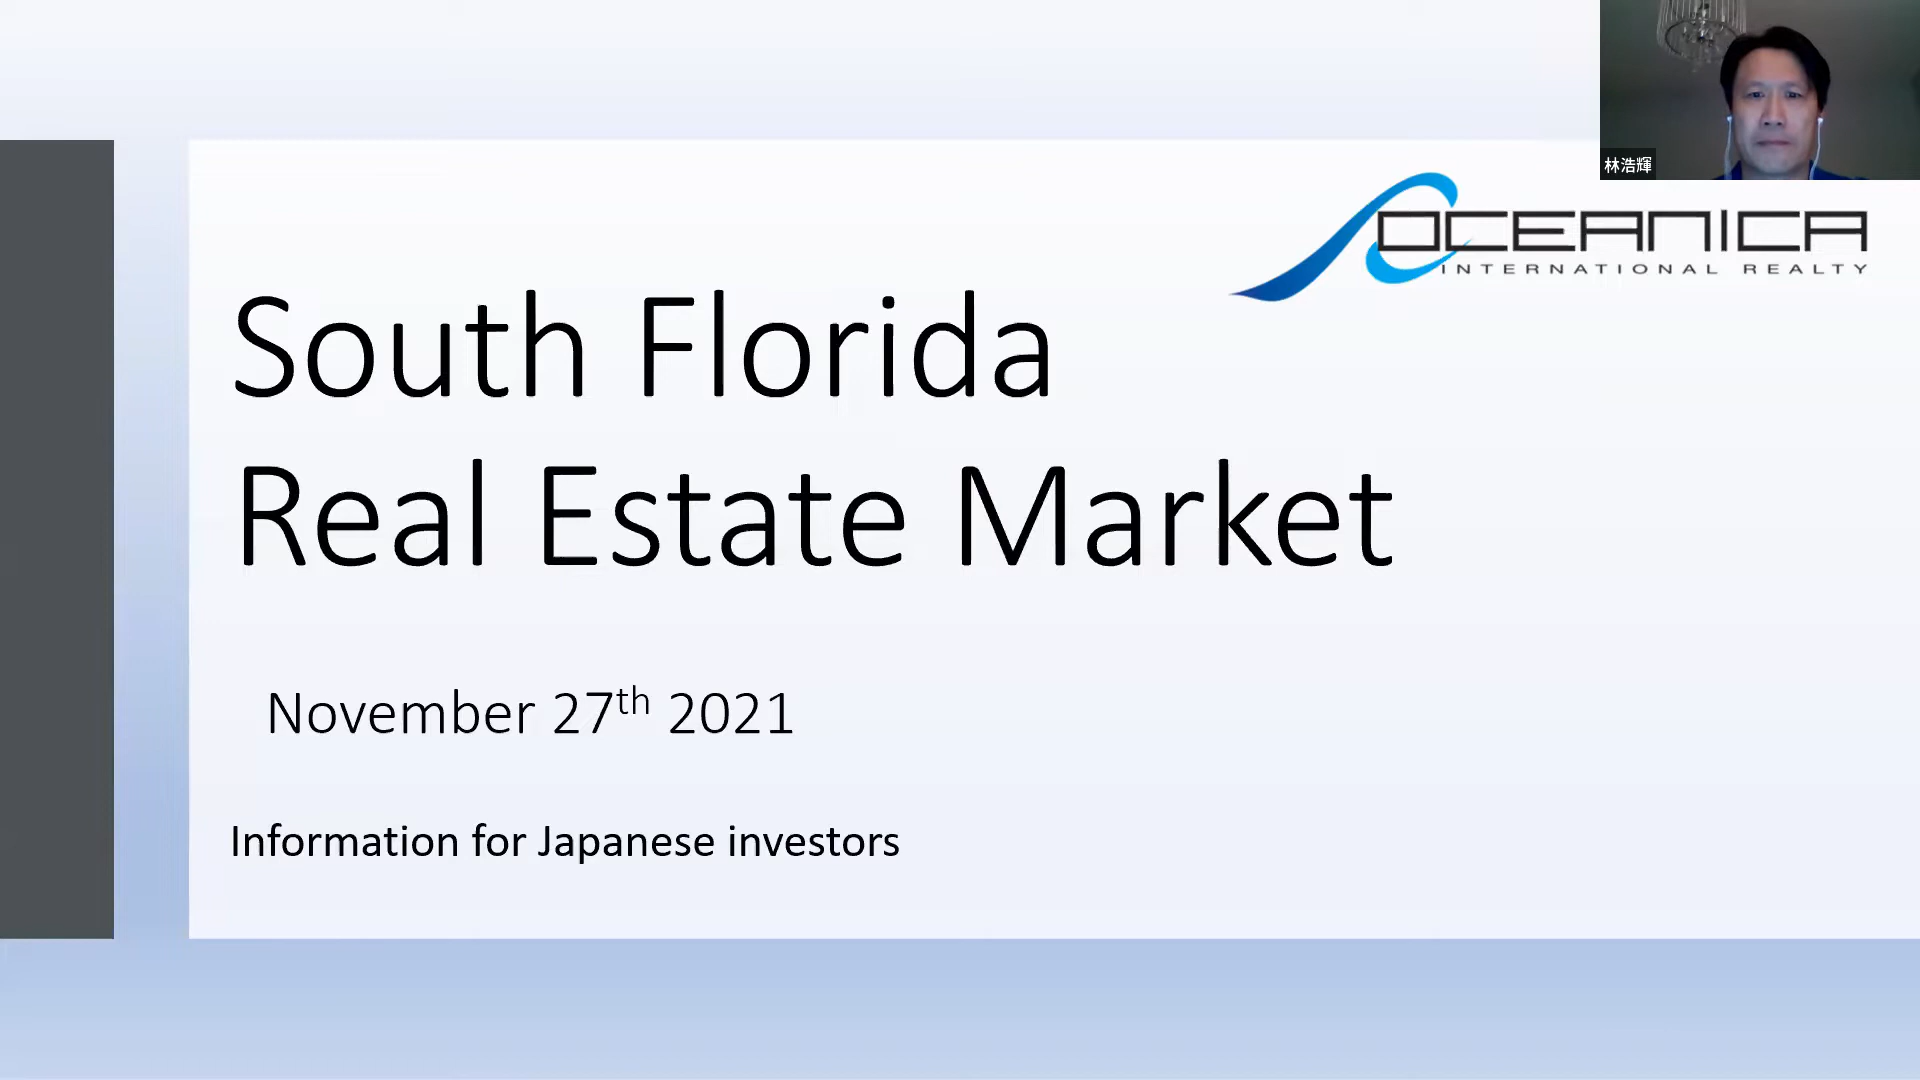 林浩輝
OCEANICA
INTERNATIONAL REALTY
South Florida
Real Estate Market
November 27th 2021
Information for Japanese investors